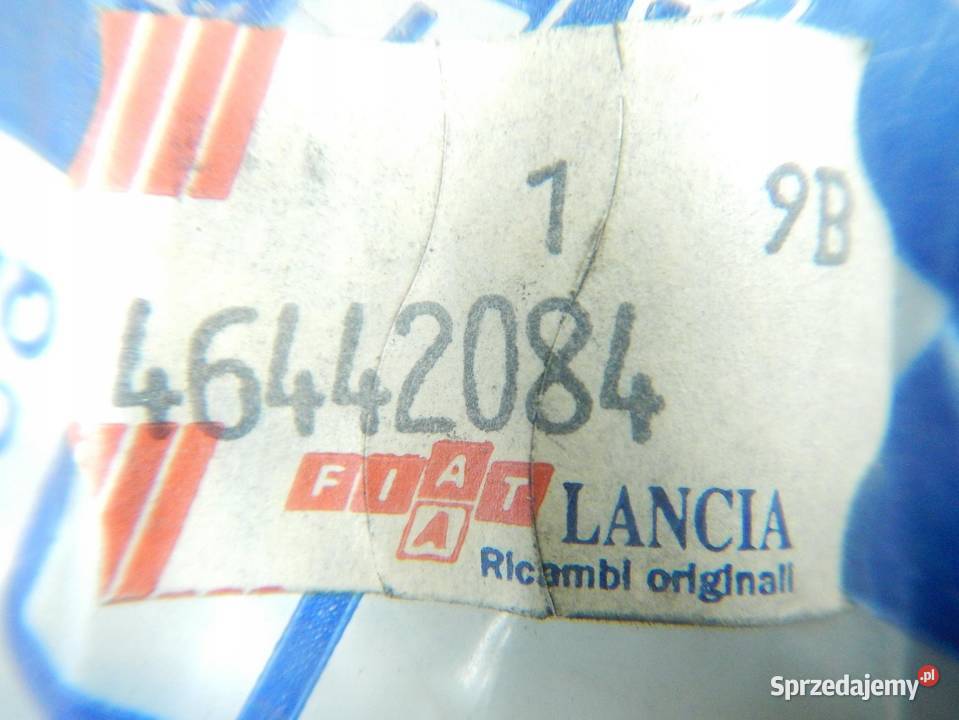 1 9B
46442084
FIAT LANCIA
A
Ricambi originali
Sprzedajemy.pl